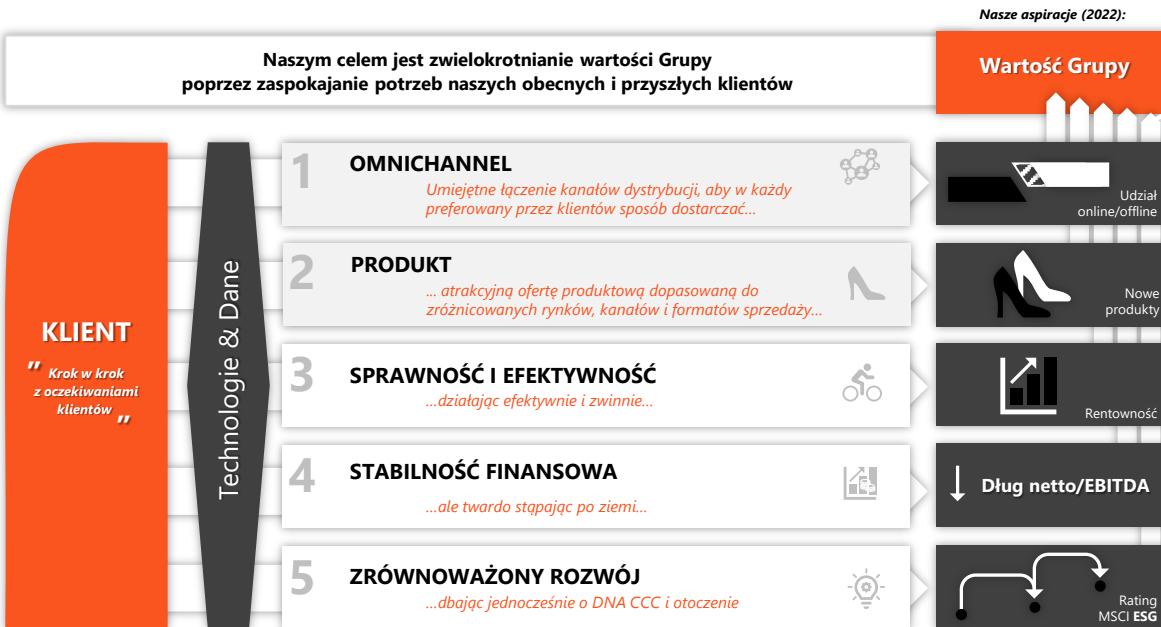 Nasze aspiracje (2022):
Naszym celem jest zwielokrotnianie wartości Grupy
poprzez zaspokajanie potrzeb naszych obecnych i przyszłych klientów
Wartość Grupy
KLIENT
" Krok w krok
z oczekiwaniami
klientów "
Technologie & Dane
1
OMNICHANNEL
Umiejętne łączenie kanałów dystrybucji, aby w każdy
preferowany przez klientów sposób dostarczać...
Udział
online/offline
2
PRODUKT
... atrakcyjną ofertę produktową dopasowaną do
zróżnicowanych rynków, kanałów i formatów sprzedaży...
Nowe
produkty
3
SPRAWNOŚĆ I EFEKTYWNOŚĆ
...działając efektywnie i zwinnie...
Rentowność
4
STABILNOŚĆ FINANSOWA
...ale twardo stąpając po ziemi...
Dług netto/EBITDA
5
ZRÓWNOWAŻONY ROZWÓJ
...dbając jednocześnie o DNA CCC i otoczenie
Rating
MSCI ESG